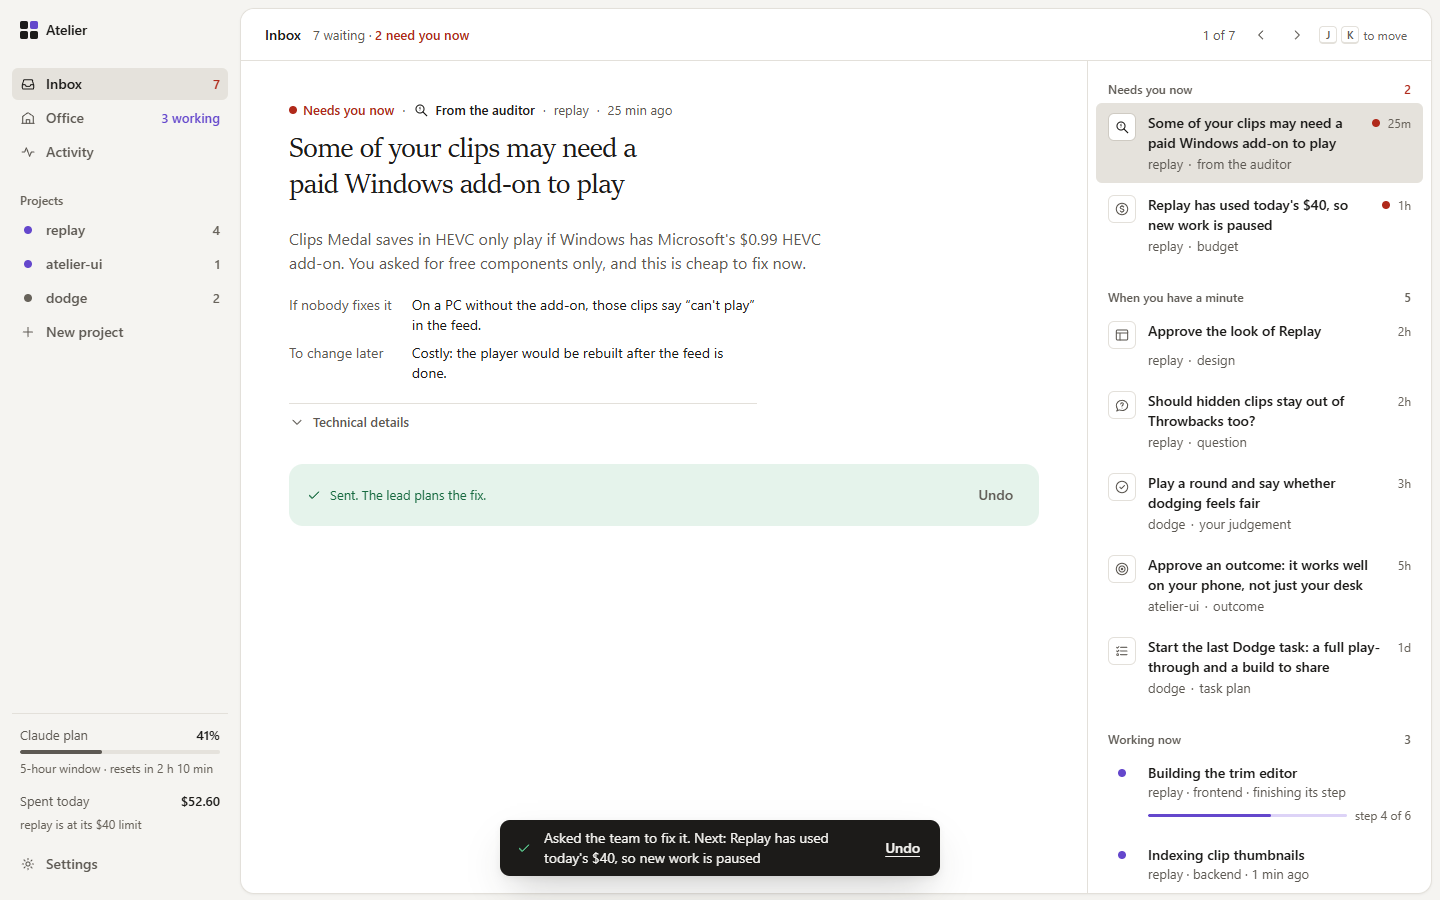 Atelier
Inbox 7
Office 3 working
Activity
Projects
replay 4
atelier-ui 1
dodge 2
New project
Claude plan 41%
5-hour window · resets in 2 h 10 min
Spent today $52.60
replay is at its $40 limit
Settings
Inbox 7 waiting · 2 need you now
1 of 7 J K to move
Needs you now · From the auditor · replay · 25 min ago
Some of your clips may need a
paid Windows add-on to play
Clips Medal saves in HEVC only play if Windows has Microsoft's $0.99 HEVC
add-on. You asked for free components only, and this is cheap to fix now.
If nobody fixes it On a PC without the add-on, those clips say “can't play”
in the feed.
To change later Costly: the player would be rebuilt after the feed is
done.
Technical details
Sent. The lead plans the fix. Undo
Asked the team to fix it. Next: Replay has used
today's $40, so new work is paused
Undo
Needs you now 2
Some of your clips may need a 25m
paid Windows add-on to play
replay · from the auditor
Replay has used today's $40, so 1h
new work is paused
replay · budget
When you have a minute 5
Approve the look of Replay 2h
replay · design
Should hidden clips stay out of 2h
Throwbacks too?
replay · question
Play a round and say whether 3h
dodging feels fair
dodge · your judgement
Approve an outcome: it works well 5h
on your phone, not just your desk
atelier-ui · outcome
Start the last Dodge task: a full play- 1d
through and a build to share
dodge · task plan
Working now 3
Building the trim editor
replay · frontend · finishing its step
step 4 of 6
Indexing clip thumbnails
replay · backend · 1 min ago